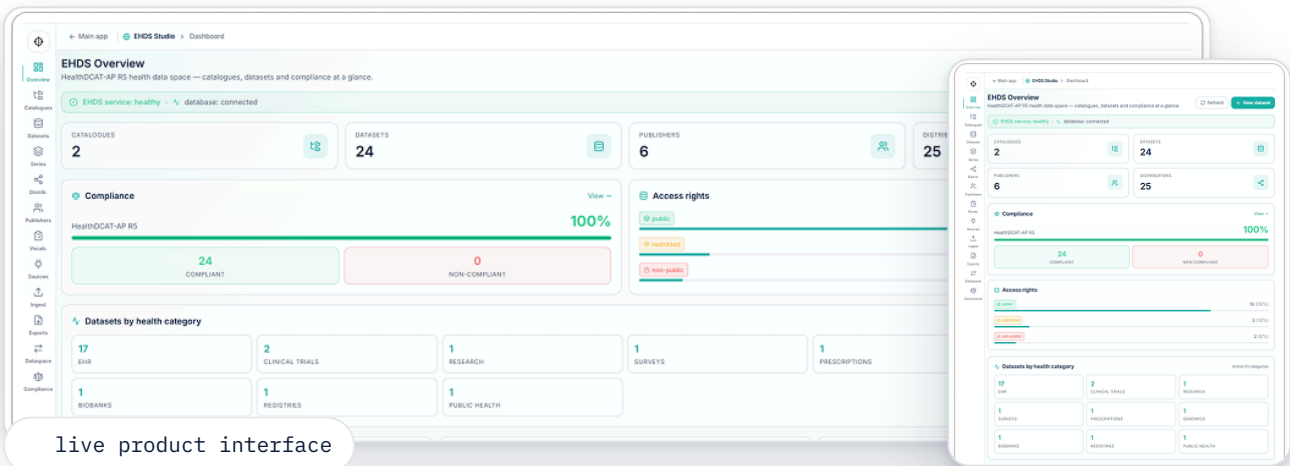 ← Main app EHDS Studio > Dashboard
EHDS Overview
HealthDCAT-AP R5 health data space — catalogues, datasets and compliance at a glance.
EHDS service: healthy · database: connected
Overview
Catalogues
Datasets
Series
Distrib.
Publishers
Vocab.
Sources
Ingest
Exports
Dataspace
Compliance
CATALOGUES
2
DATASETS
24
PUBLISHERS
6
DISTRIB
25
Compliance
View
HealthDCAT-AP R5
100%
24
COMPLIANT
0
NON-COMPLIANT
Access rights
public
restricted
non-public
Datasets by health category
17
EHR
2
CLINICAL TRIALS
1
RESEARCH
1
SURVEYS
1
PRESCRIPTIONS
1
BIOBANKS
1
REGISTRIES
1
PUBLIC HEALTH
live product interface
← Main app EHDS Studio > Dashboard
EHDS Overview
HealthDCAT-AP R5 health data space — catalogues, datasets and compliance at a glance.
Refresh
+ New dataset
EHDS service: healthy · database: connected
CATALOGUES
2
DATASETS
24
PUBLISHERS
6
DISTRIBUTIONS
25
Compliance
View
HealthDCAT-AP R5
100%
24
COMPLIANT
0
NON-COMPLIANT
Access rights
public
restricted
non-public
Datasets by health category
17
EHR
2
CLINICAL TRIALS
1
RESEARCH
1
SURVEYS
1
PRESCRIPTIONS
1
GENOMICS
1
BIOBANKS
1
REGISTRIES
1
PUBLIC HEALTH